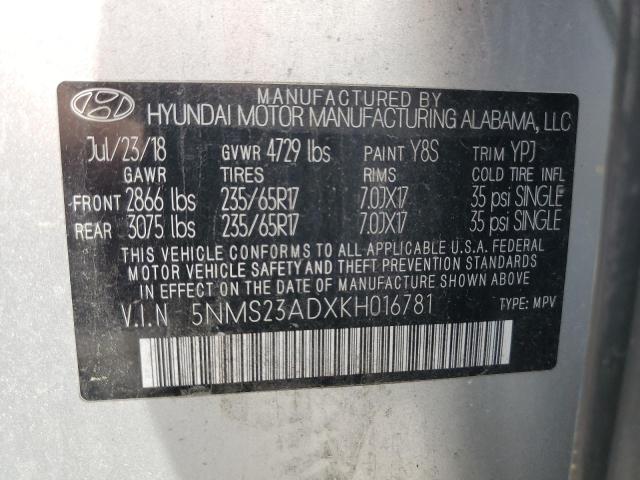 MANUFACTURED BY
HYUNDAI MOTOR MANUFACTURING ALABAMA, LLC
Jul/23/18 GVWR 4729 lbs PAINT Y8S TRIM YPJ
GAWR TIRES RIMS COLD TIRE INFL
FRONT 2866 lbs 235/65R17 7.0JX17 35 psi SINGLE
REAR 3075 lbs 235/65R17 7.0JX17 35 psi SINGLE
THIS VEHICLE CONFORMS TO ALL APPLICABLE U.S.A. FEDERAL
MOTOR VEHICLE SAFETY AND THEFT PREVENTION STANDARDS
IN EFFECT ON THE DATE OF MANUFACTURE SHOWN ABOVE.
V.I.N 5NMS23ADXKH016781 TYPE: MPV